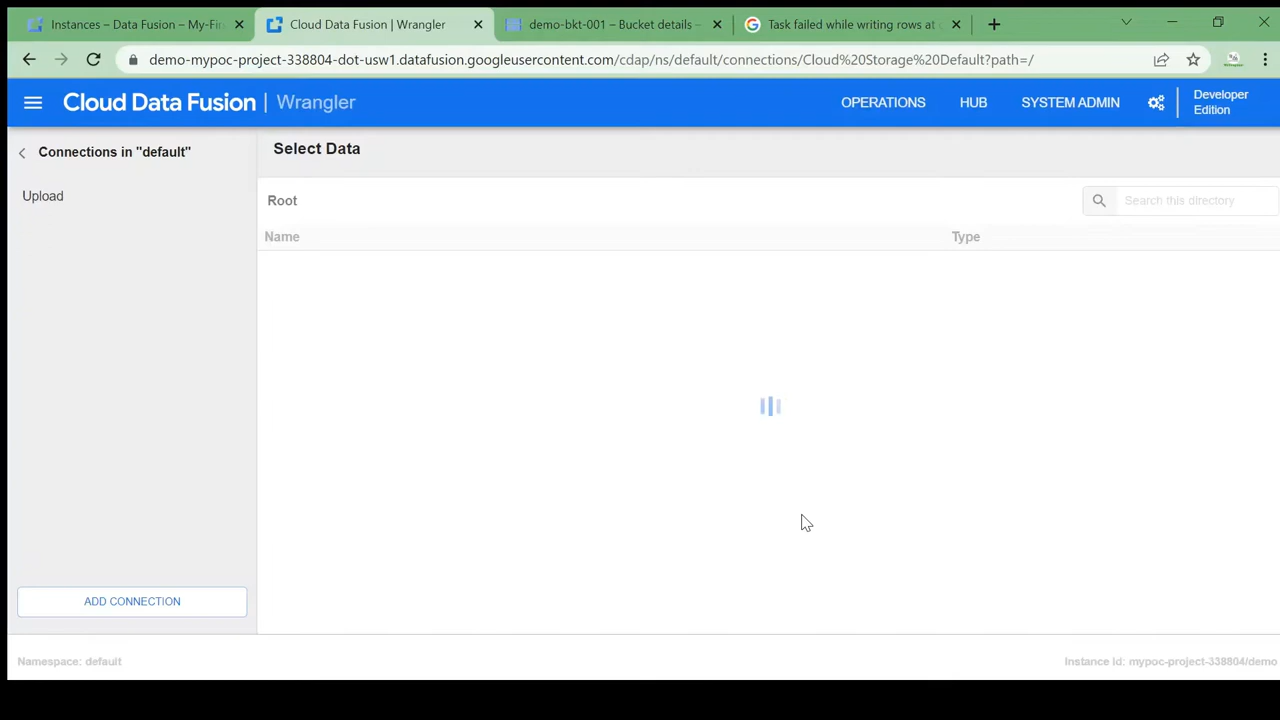 Instances – Data Fusion – My-Fir
Cloud Data Fusion | Wrangler
demo-bkt-001 – Bucket details –
Task failed while writing rows at
demo-mypoc-project-338804-dot-usw1.datafusion.googleusercontent.com/cdap/ns/default/connections/Cloud%20Storage%20Default?path=/
Cloud Data Fusion | Wrangler
OPERATIONS
HUB
SYSTEM ADMIN
Developer
Edition
Connections in "default"
Select Data
Upload
Root
Search this directory
Name
Type
ADD CONNECTION
Namespace: default
Instance Id: mypoc-project-338804/demo